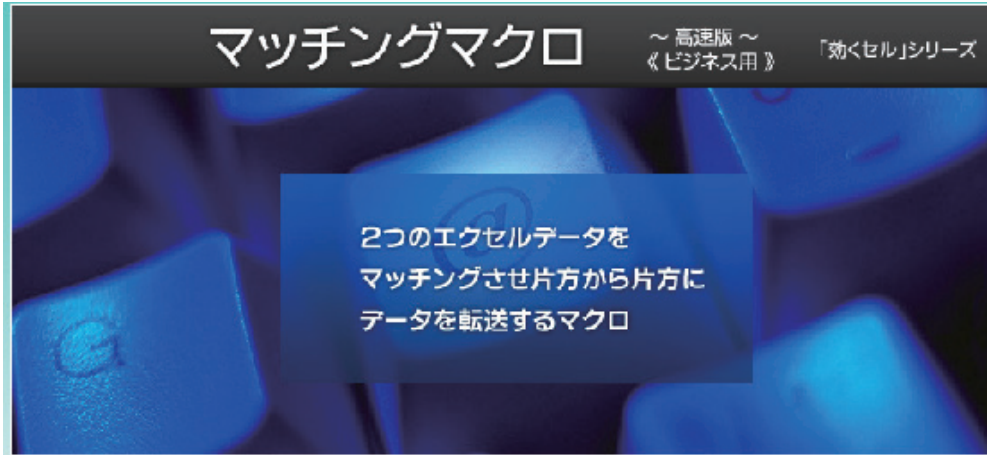 マッチングマクロ
～ 高速版 ～
《 ビジネス用 》
「効くセル」シリーズ
@
2つのエクセルデータを
マッチングさせ片方から片方に
データを転送するマクロ
G